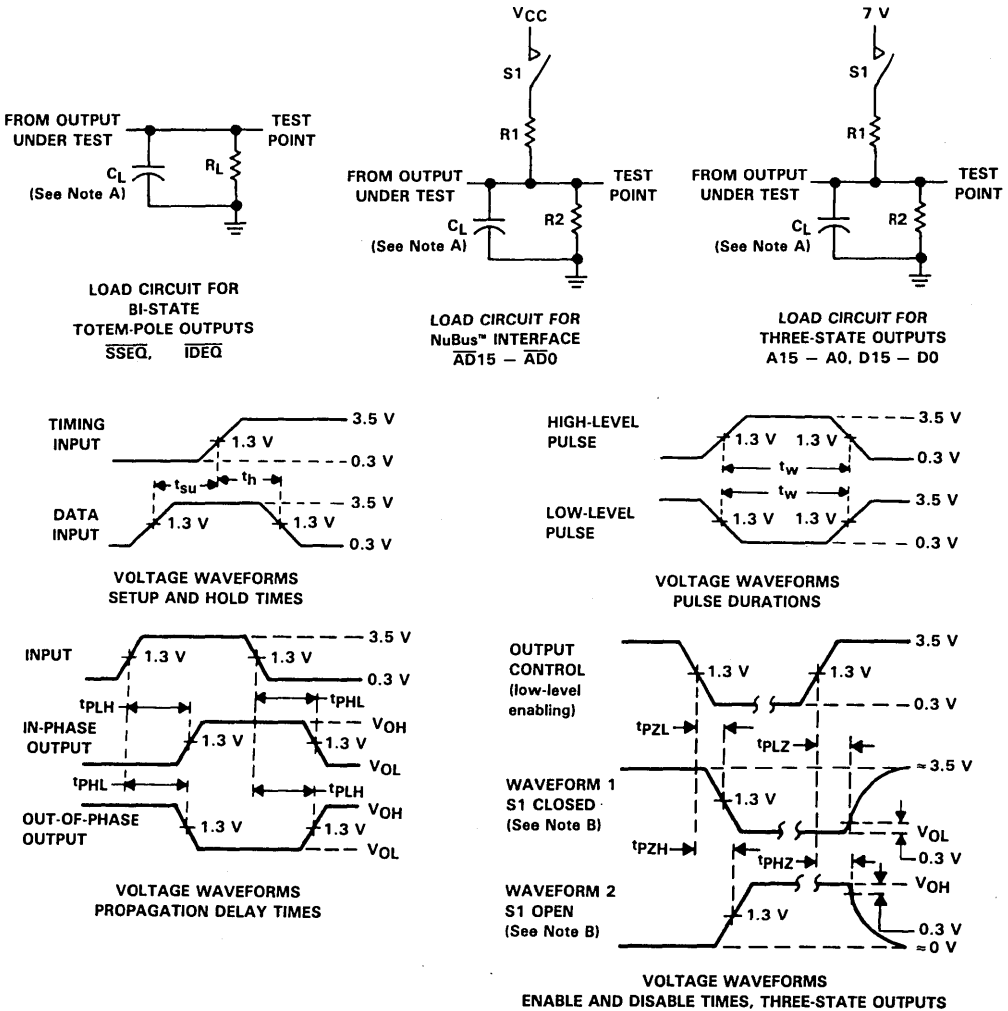 FROM OUTPUT
UNDER TEST
TEST
POINT
CL
(See Note A)
RL
LOAD CIRCUIT FOR
BI-STATE
TOTEM-POLE OUTPUTS
S̅S̅E̅Q̅, I̅D̅E̅Q̅
VCC
S1
R1
FROM OUTPUT
UNDER TEST
TEST
POINT
CL
(See Note A)
R2
LOAD CIRCUIT FOR
NuBus™ INTERFACE
A̅D̅15 – A̅D̅0
7 V
S1
R1
FROM OUTPUT
UNDER TEST
TEST
POINT
CL
(See Note A)
R2
LOAD CIRCUIT FOR
THREE-STATE OUTPUTS
A15 – A0, D15 – D0
TIMING
INPUT
3.5 V
1.3 V
0.3 V
tsu
th
DATA
INPUT
3.5 V
1.3 V
1.3 V
0.3 V
VOLTAGE WAVEFORMS
SETUP AND HOLD TIMES
HIGH-LEVEL
PULSE
3.5 V
1.3 V
1.3 V
0.3 V
tw
tw
LOW-LEVEL
PULSE
3.5 V
1.3 V
1.3 V
0.3 V
VOLTAGE WAVEFORMS
PULSE DURATIONS
INPUT
3.5 V
1.3 V
1.3 V
0.3 V
tPLH
tPHL
IN-PHASE
OUTPUT
VOH
1.3 V
1.3 V
VOL
tPHL
tPLH
OUT-OF-PHASE
OUTPUT
VOH
1.3 V
1.3 V
VOL
VOLTAGE WAVEFORMS
PROPAGATION DELAY TIMES
OUTPUT
CONTROL
(low-level
enabling)
3.5 V
1.3 V
1.3 V
0.3 V
tPZL
tPLZ
WAVEFORM 1
S1 CLOSED
(See Note B)
≈3.5 V
1.3 V
VOL
0.3 V
tPZH
tPHZ
WAVEFORM 2
S1 OPEN
(See Note B)
VOH
1.3 V
0.3 V
≈0 V
VOLTAGE WAVEFORMS
ENABLE AND DISABLE TIMES, THREE-STATE OUTPUTS